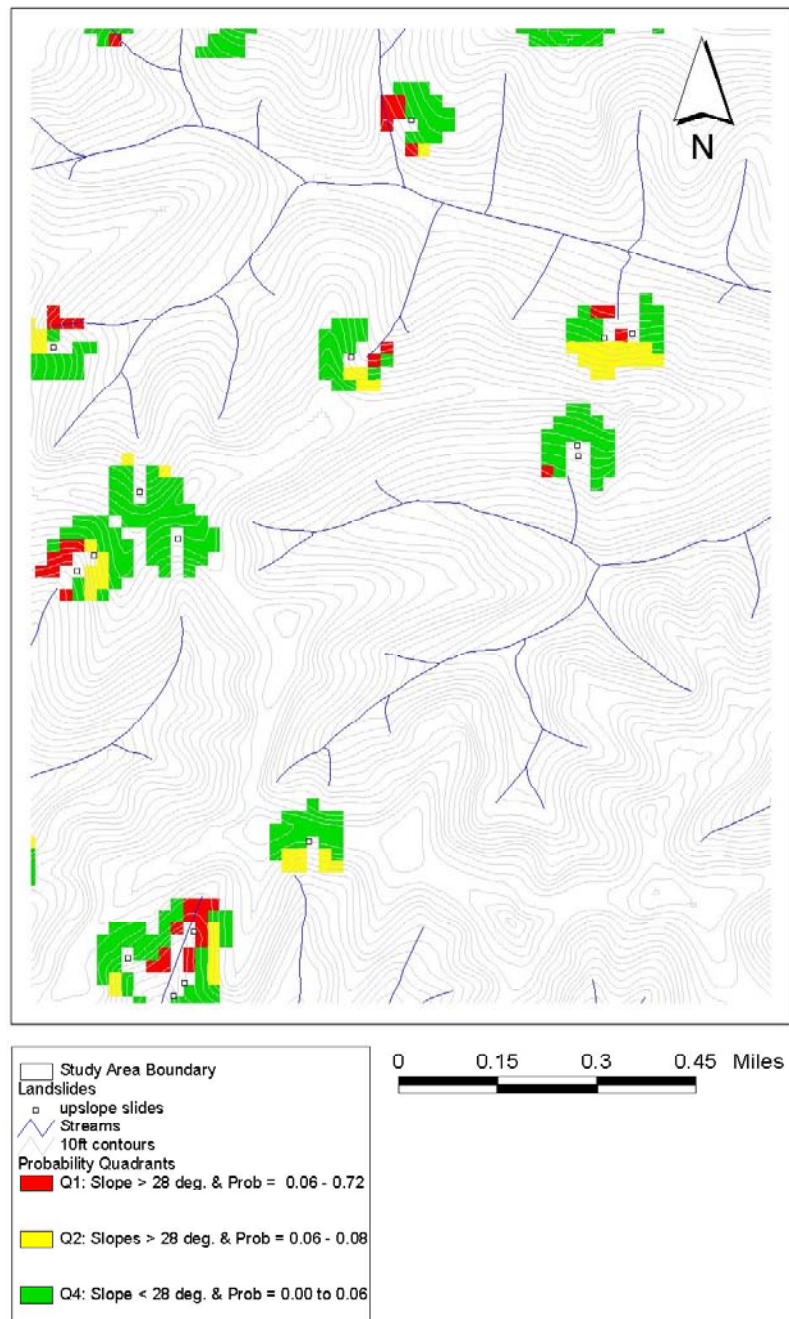 N
0 0.15 0.3 0.45 Miles
Study Area Boundary
Landslides
upslope slides
Streams
10ft contours
Probability Quadrants
Q1: Slope > 28 deg. & Prob = 0.06 - 0.72
Q2: Slopes > 28 deg. & Prob = 0.06 - 0.08
Q4: Slope < 28 deg. & Prob = 0.00 to 0.06